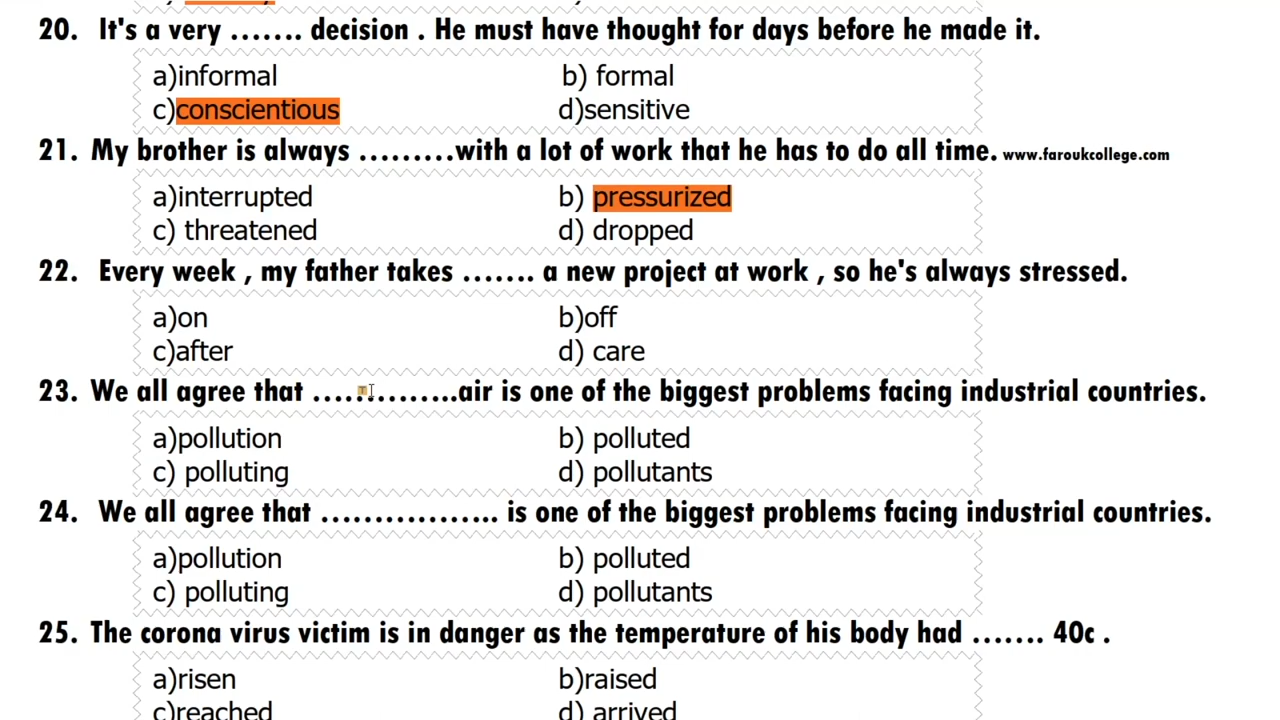 20. It's a very ....... decision . He must have thought for days before he made it.
a)informal b) formal
c)conscientious d)sensitive
21. My brother is always .........with a lot of work that he has to do all time. www.faroukcollege.com
a)interrupted b) pressurized
c) threatened d) dropped
22. Every week , my father takes ....... a new project at work , so he's always stressed.
a)on b)off
c)after d) care
23. We all agree that ..............air is one of the biggest problems facing industrial countries.
a)pollution b) polluted
c) polluting d) pollutants
24. We all agree that ................. is one of the biggest problems facing industrial countries.
a)pollution b) polluted
c) polluting d) pollutants
25. The corona virus victim is in danger as the temperature of his body had ....... 40c .
a)risen b)raised
c)reached d) arrived